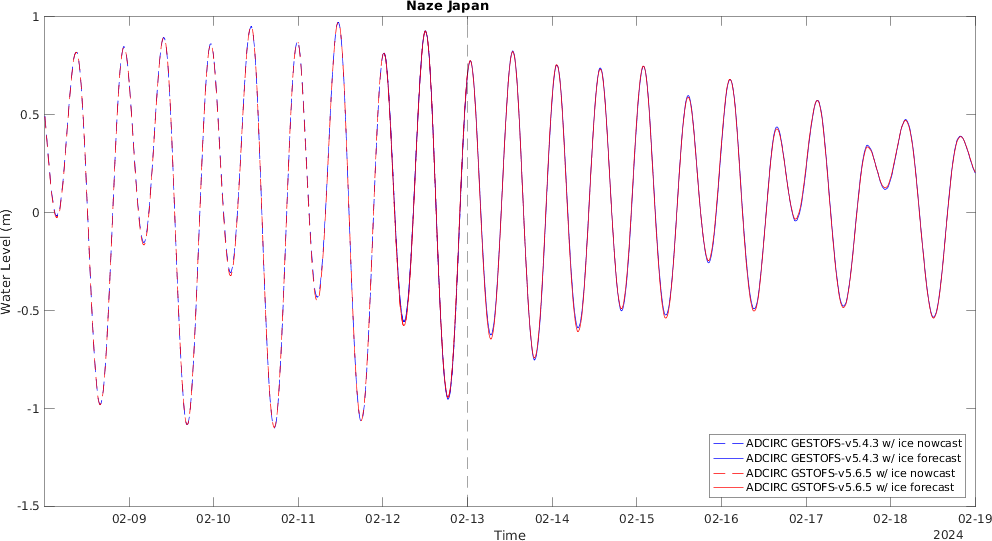 Naze Japan
1
0.5
0
-0.5
-1
-1.5
Water Level (m)
02-09 02-10 02-11 02-12 02-13 02-14 02-15 02-16 02-17 02-18 02-19
Time
2024
ADCIRC GESTOFS-v5.4.3 w/ ice nowcast
ADCIRC GESTOFS-v5.4.3 w/ ice forecast
ADCIRC GSTOFS-v5.6.5 w/ ice nowcast
ADCIRC GSTOFS-v5.6.5 w/ ice forecast